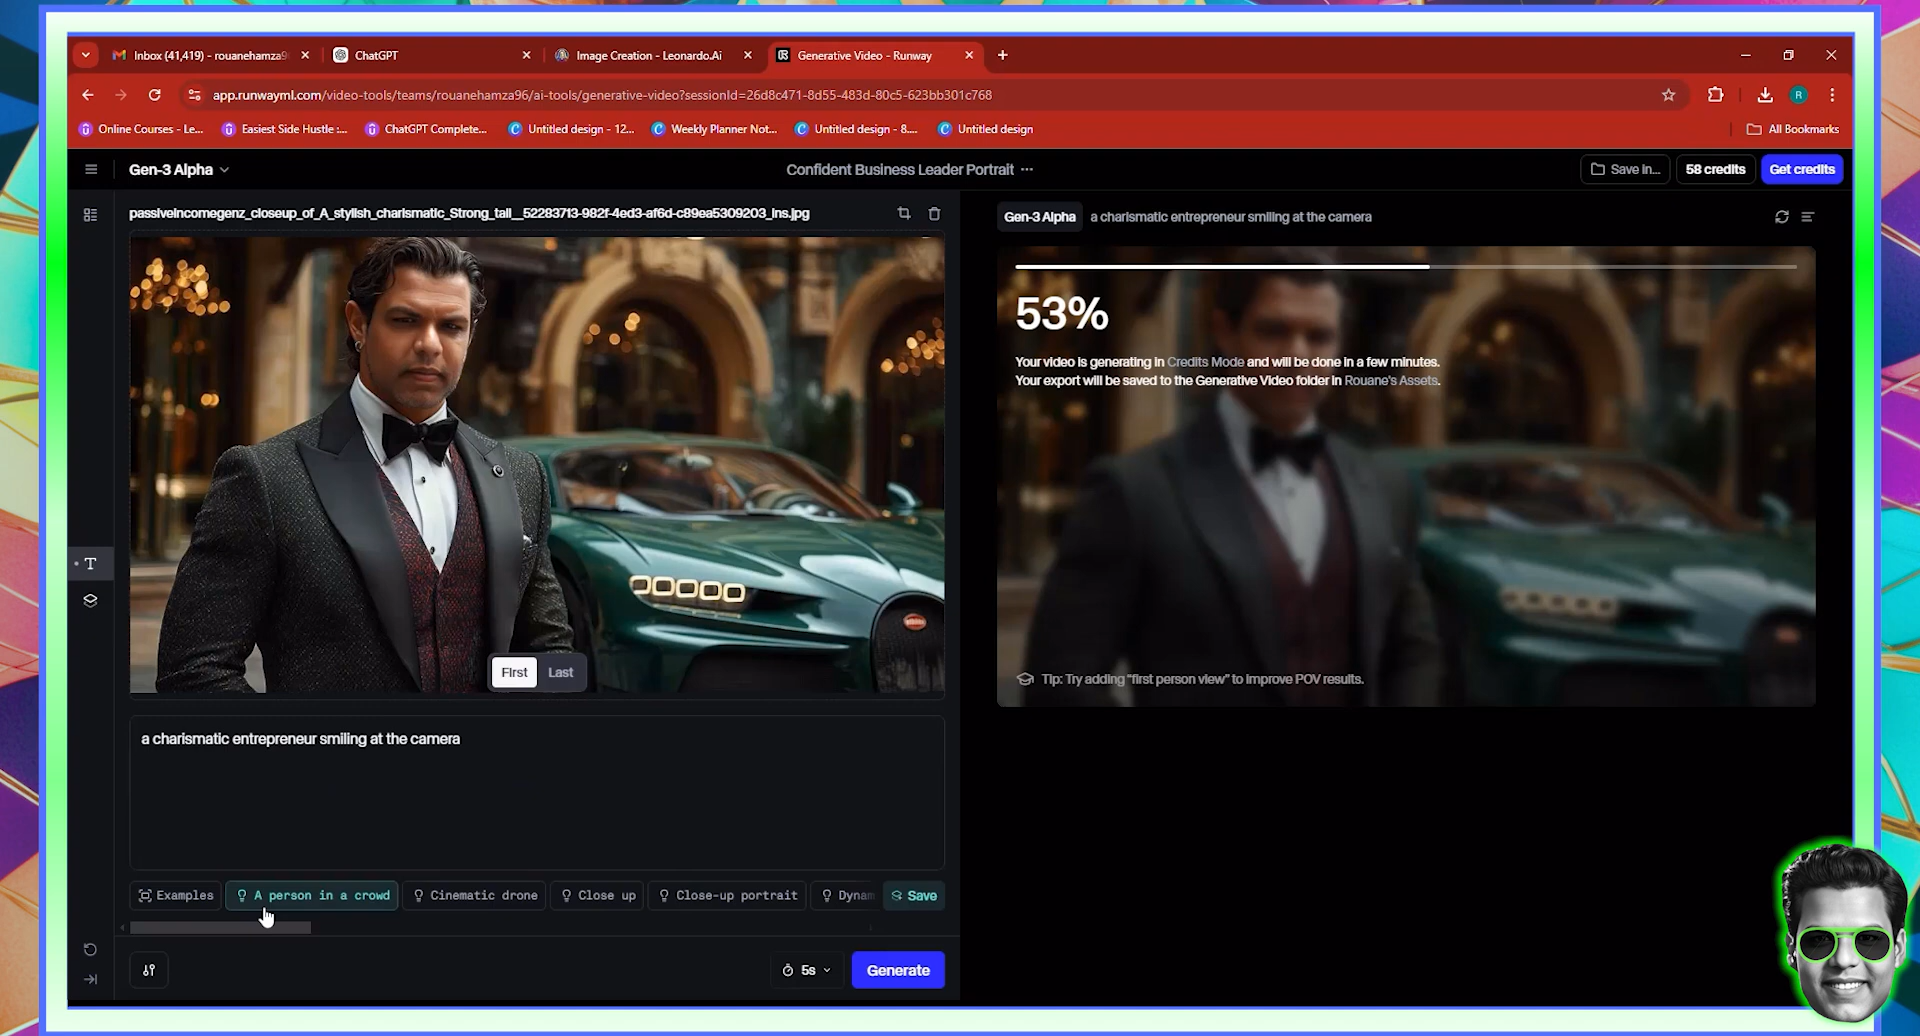 Inbox (41,419) - rouanehamza9
ChatGPT
Image Creation - Leonardo.Ai
Generative Video - Runway
app.runwayml.com/video-tools/teams/rouanehamza96/ai-tools/generative-video?sessionId=26d8c471-8d55-483d-80c5-623bb301c768
R
Online Courses - Le...
Easiest Side Hustle :...
ChatGPT Complete...
Untitled design - 12...
Weekly Planner Not...
Untitled design - 8....
Untitled design
All Bookmarks
Gen-3 Alpha
Confident Business Leader Portrait ···
Save in...
58 credits
Get credits
passiveincomegenz_closeup_of_A_stylish_charismatic_Strong_tall__52283713-982f-4ed3-af6d-c89ea5309203_ins.jpg
First
Last
a charismatic entrepreneur smiling at the camera
Examples
A person in a crowd
Cinematic drone
Close up
Close-up portrait
Dynam
Save
5s
Generate
T
Gen-3 Alpha
a charismatic entrepreneur smiling at the camera
53%
Your video is generating in Credits Mode and will be done in a few minutes.
Your export will be saved to the Generative Video folder in Rouane's Assets.
Tip: Try adding "first person view" to improve POV results.